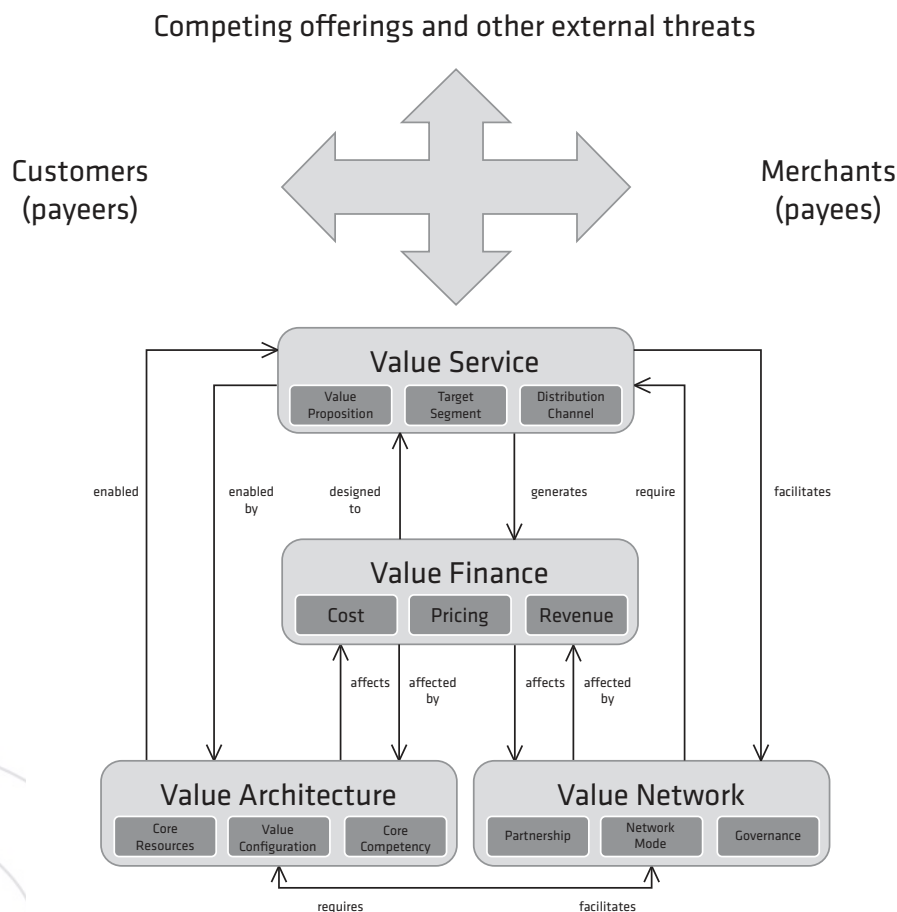 Competing offerings and other external threats
Customers
(payeers)
Merchants
(payees)
Value Service
Value
Proposition
Target
Segment
Distribution
Channel
enabled
enabled
by
designed
to
generates
require
facilitates
Value Finance
Cost
Pricing
Revenue
affects
affected
by
affects
affected
by
Value Architecture
Core
Resources
Value
Configuration
Core
Competency
Value Network
Partnership
Network
Mode
Governance
requires
facilitates